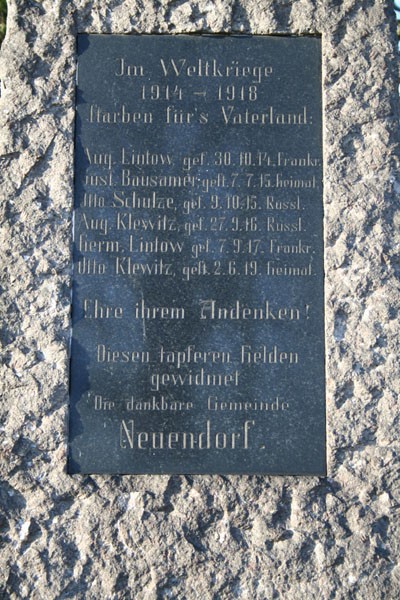 Im Weltkriege
1914 – 1918
starben für's Vaterland:
Aug. Lintow, gef. 30.10.14. Frankr.
Just. Bausamer, gest. 7.7.15. Heimat.
Otto Schulze, gef. 9.10.15. Russl.
Aug. Klewitz, gef. 27.9.16. Russl.
Herm. Lintow gef. 7.9.17. Frankr.
Otto Klewitz, gest. 2.6.19. Heimat.
Ehre ihrem Andenken!
Diesen tapferen Helden
gewidmet
Die dankbare Gemeinde
Neuendorf.